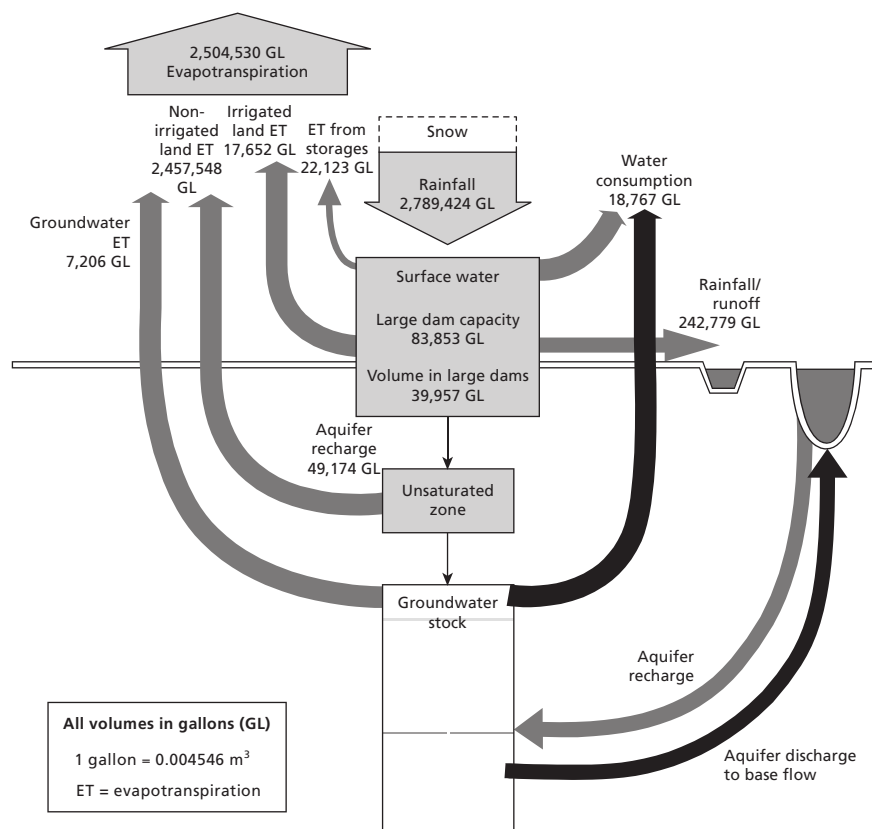 2,504,530 GL
Evapotranspiration
Non-
irrigated
land ET
2,457,548
GL
Irrigated
land ET
17,652 GL
ET from
storages
22,123 GL
Snow
Rainfall
2,789,424 GL
Water
consumption
18,767 GL
Groundwater
ET
7,206 GL
Surface water
Large dam capacity
83,853 GL
Volume in large dams
39,957 GL
Rainfall/
runoff
242,779 GL
Aquifer
recharge
49,174 GL
Unsaturated
zone
Groundwater
stock
Aquifer
recharge
Aquifer discharge
to base flow
All volumes in gallons (GL)
1 gallon = 0.004546 m³
ET = evapotranspiration